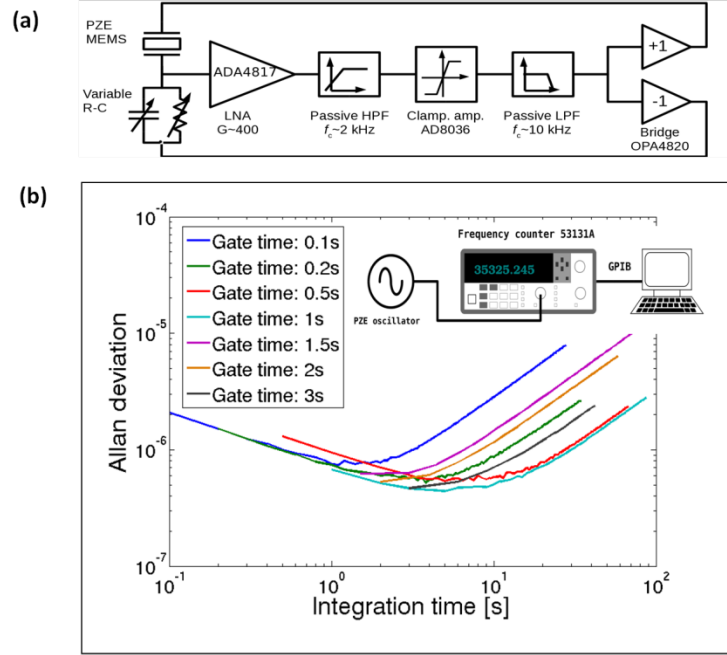 (a)
PZE
MEMS
Variable
R-C
ADA4817
LNA
G~400
Passive HPF
fc~2 kHz
Clamp. amp.
AD8036
Passive LPF
fc~10 kHz
+1
-1
Bridge
OPA4820
(b)
Allan deviation
10-4
10-5
10-6
10-7
Gate time: 0.1s
Gate time: 0.2s
Gate time: 0.5s
Gate time: 1s
Gate time: 1.5s
Gate time: 2s
Gate time: 3s
Frequency counter 53131A
35325.245
GPIB
PZE oscillator
10-1
100
101
102
Integration time [s]